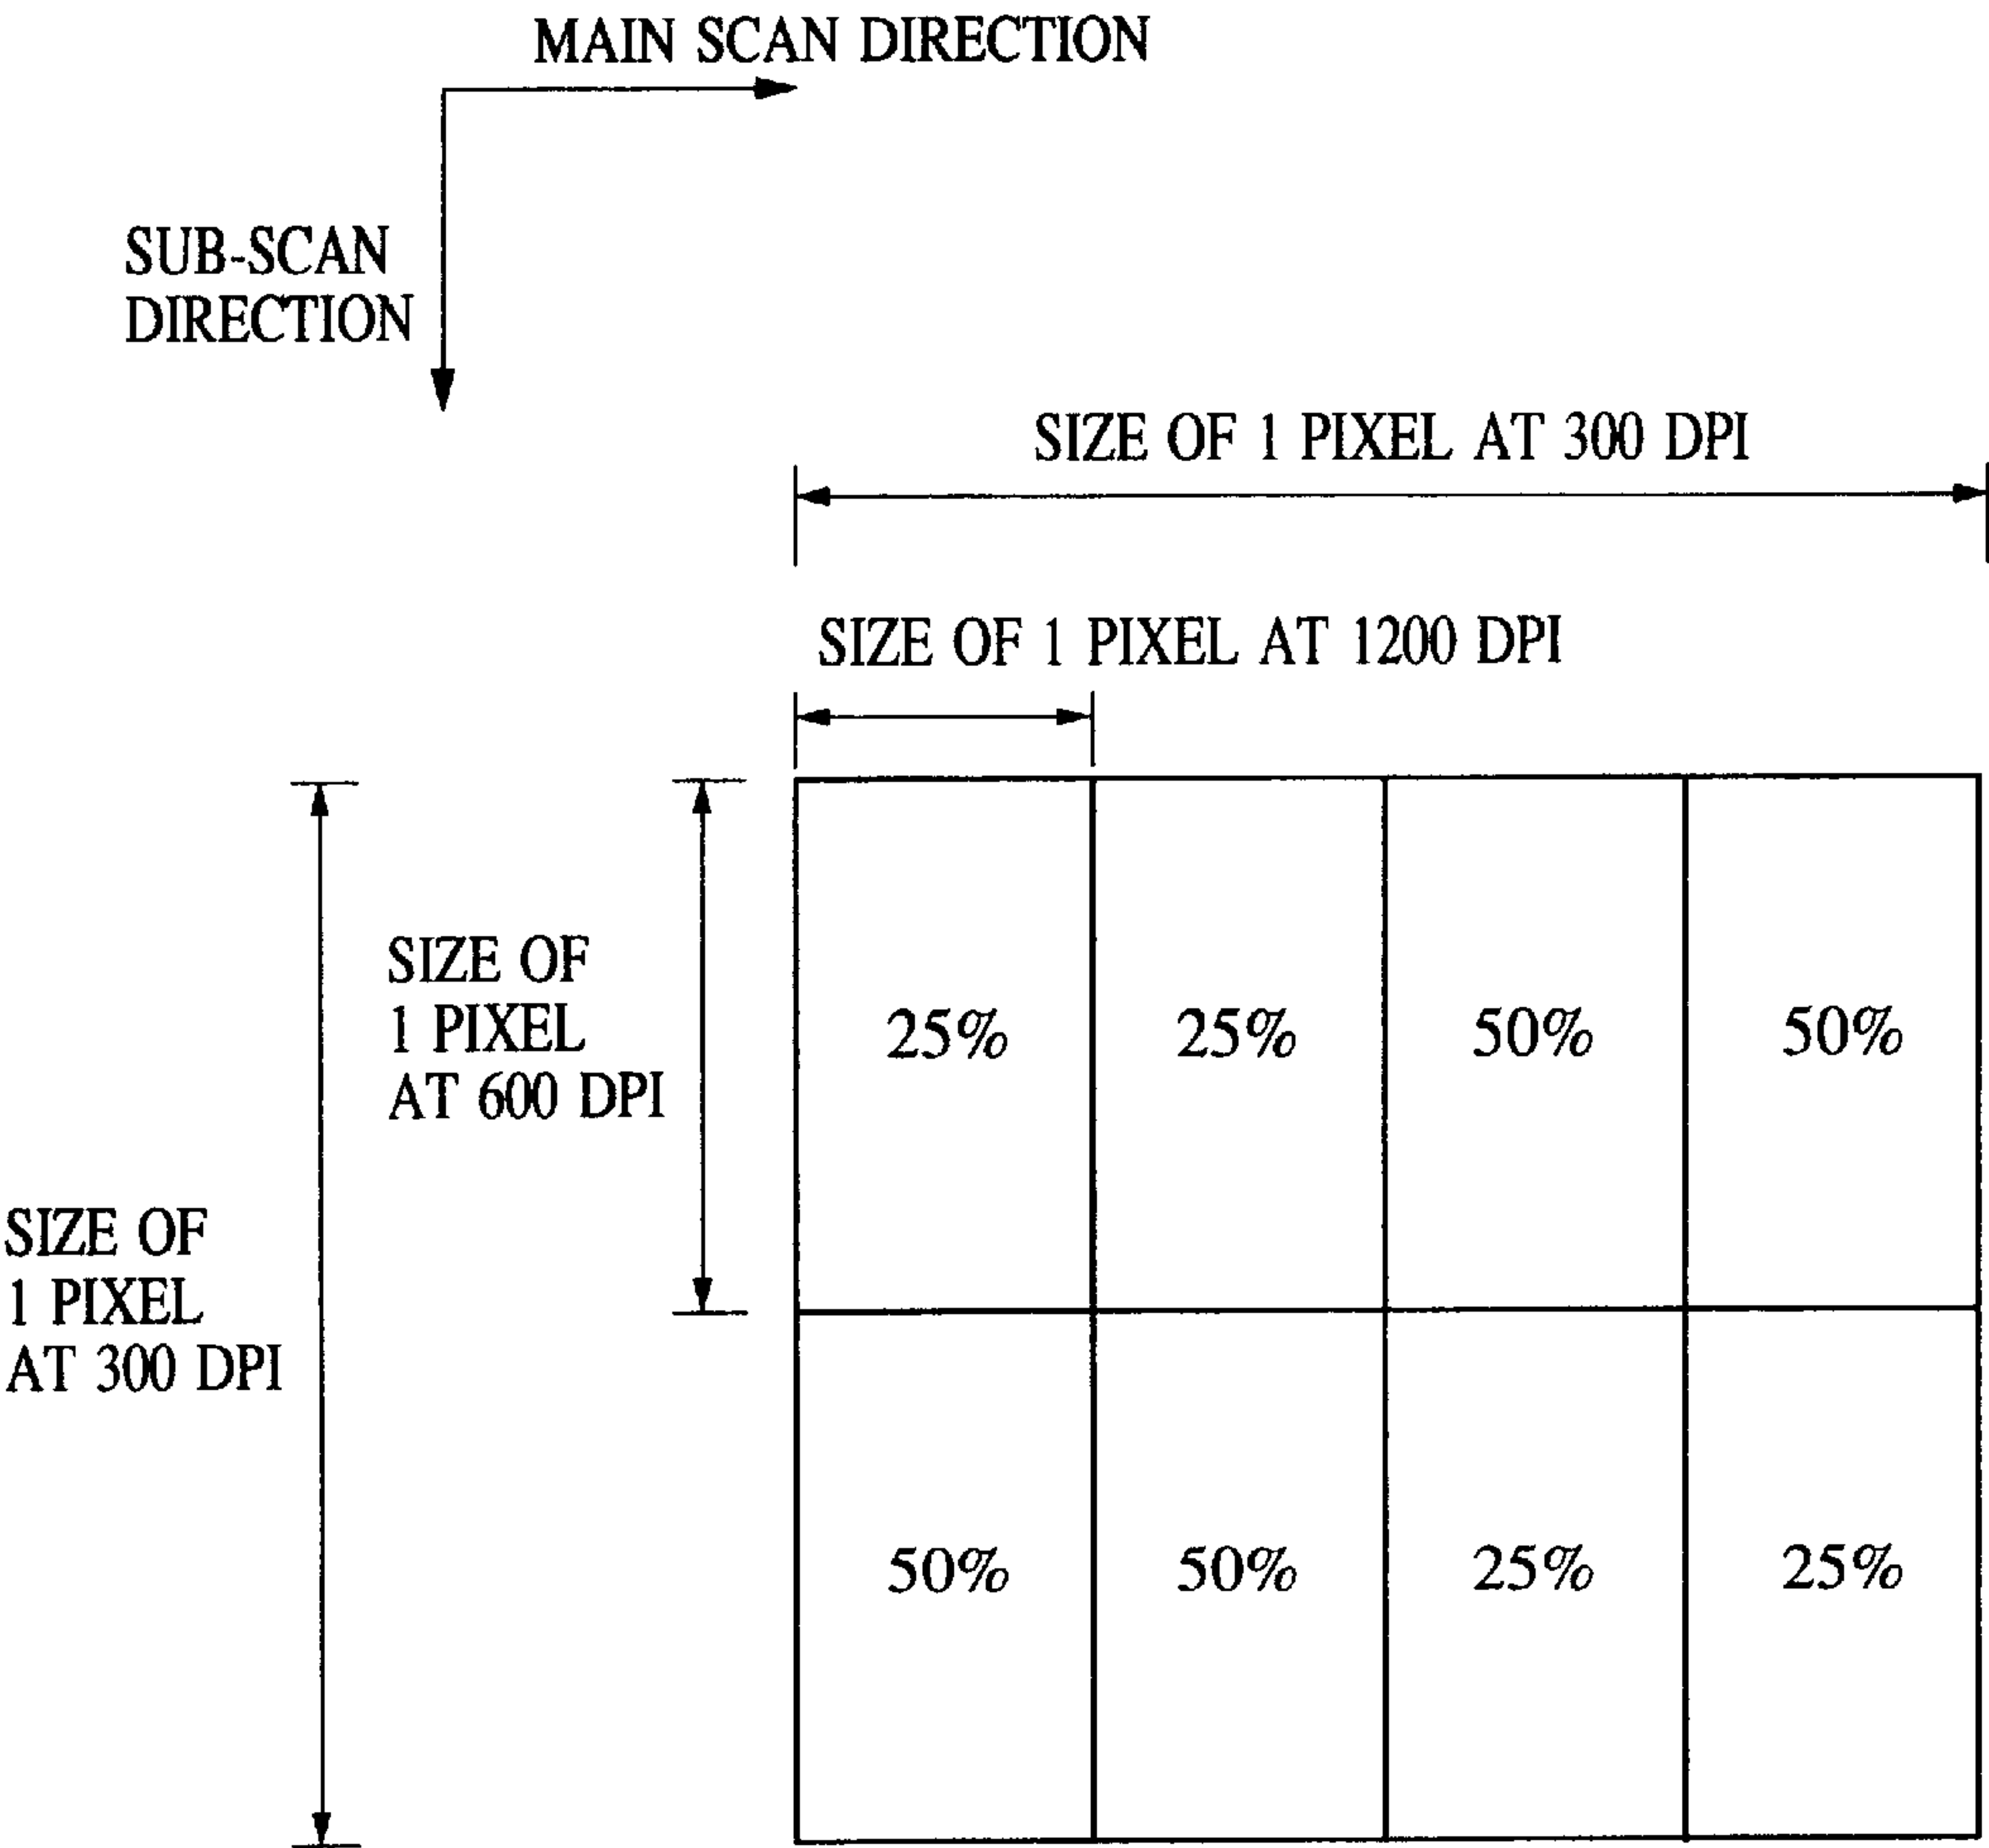 MAIN SCAN DIRECTION
SUB-SCAN
DIRECTION
SIZE OF 1 PIXEL AT 300 DPI
SIZE OF 1 PIXEL AT 1200 DPI
SIZE OF
1 PIXEL
AT 600 DPI
SIZE OF
1 PIXEL
AT 300 DPI
25% 25% 50% 50%
50% 50% 25% 25%